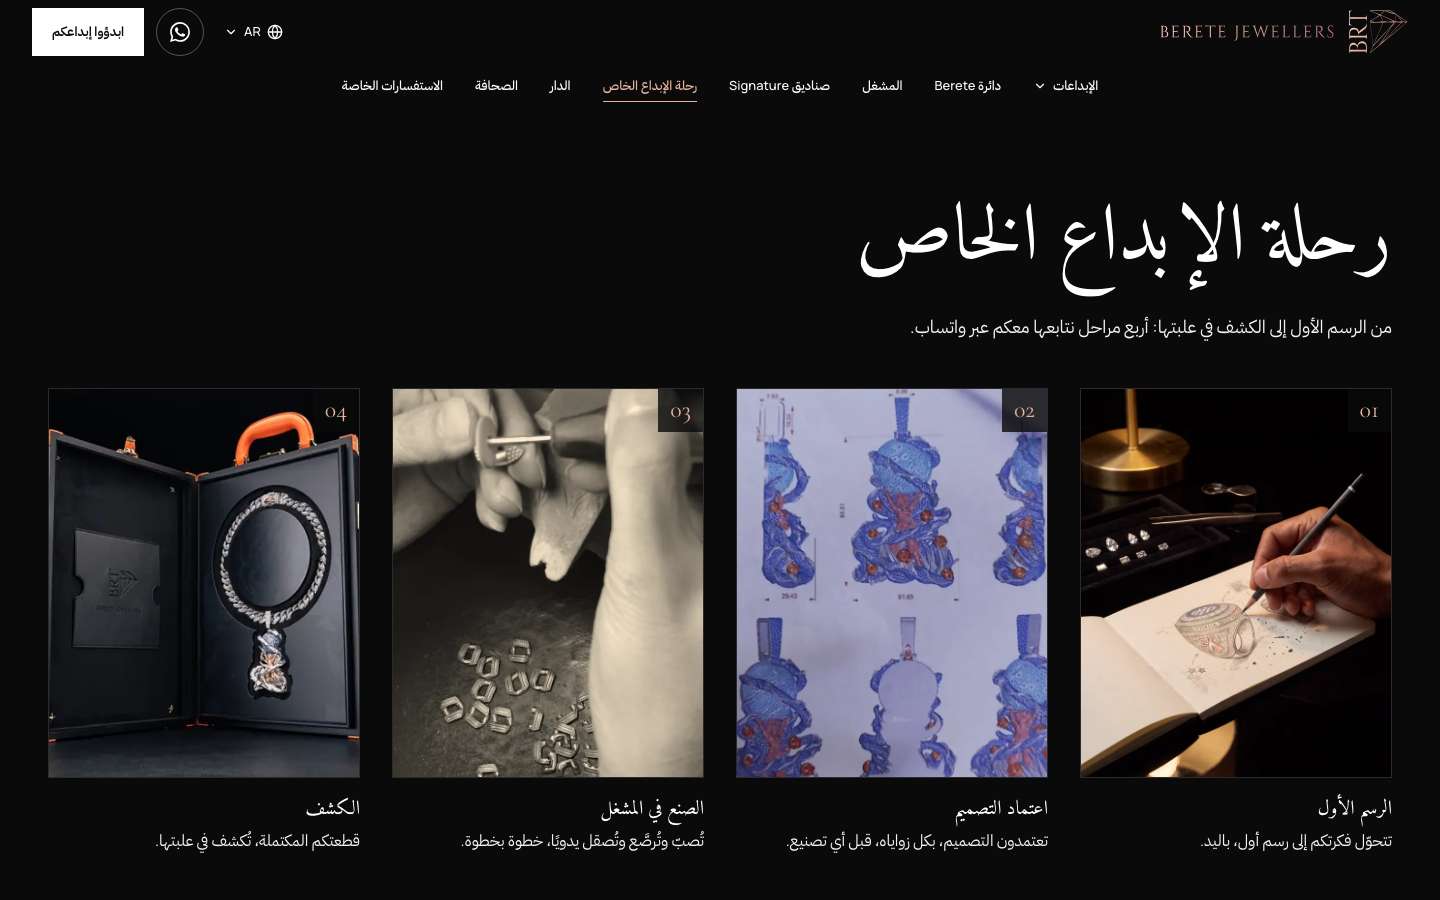 BERETE JEWELLERS
BRT
AR
ابدؤوا إبداعكم
الإبداعات
دائرة Berete
المشغل
صناديق Signature
رحلة الإبداع الخاص
الدار
الصحافة
الاستفسارات الخاصة
رحلة الإبداع الخاص
من الرسم الأول إلى الكشف في علبتها: أربع مراحل نتابعها معكم عبر واتساب.
01
02
03
04
29.43
BRT
الرسم الأول
تتحوّل فكرتكم إلى رسم أول، باليد.
اعتماد التصميم
تعتمدون التصميم، بكل زواياه، قبل أي تصنيع.
الصنع في المشغل
تُصبّ وتُرصَّع وتُصقل يدويًا، خطوة بخطوة.
الكشف
قطعتكم المكتملة، تُكشف في علبتها.